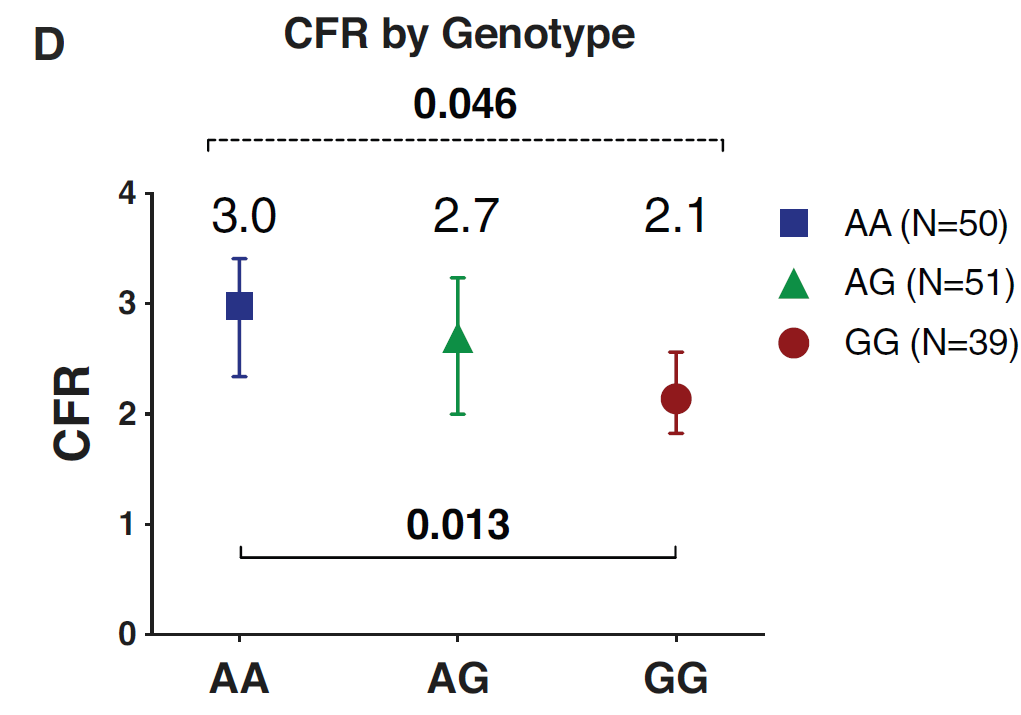 D
CFR by Genotype
0.046
4
3.0
2.7
2.1
AA (N=50)
AG (N=51)
GG (N=39)
3
2
1
0
CFR
0.013
AA
AG
GG